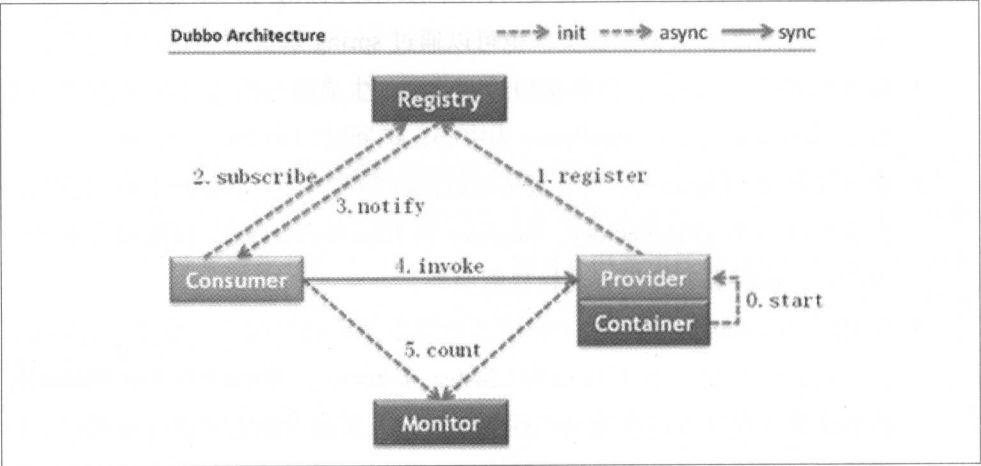 Dubbo Architecture init async sync
Registry
2. subscribe
1. register
3. notify
Consumer
4. invoke
Provider
0. start
Container
5. count
Monitor